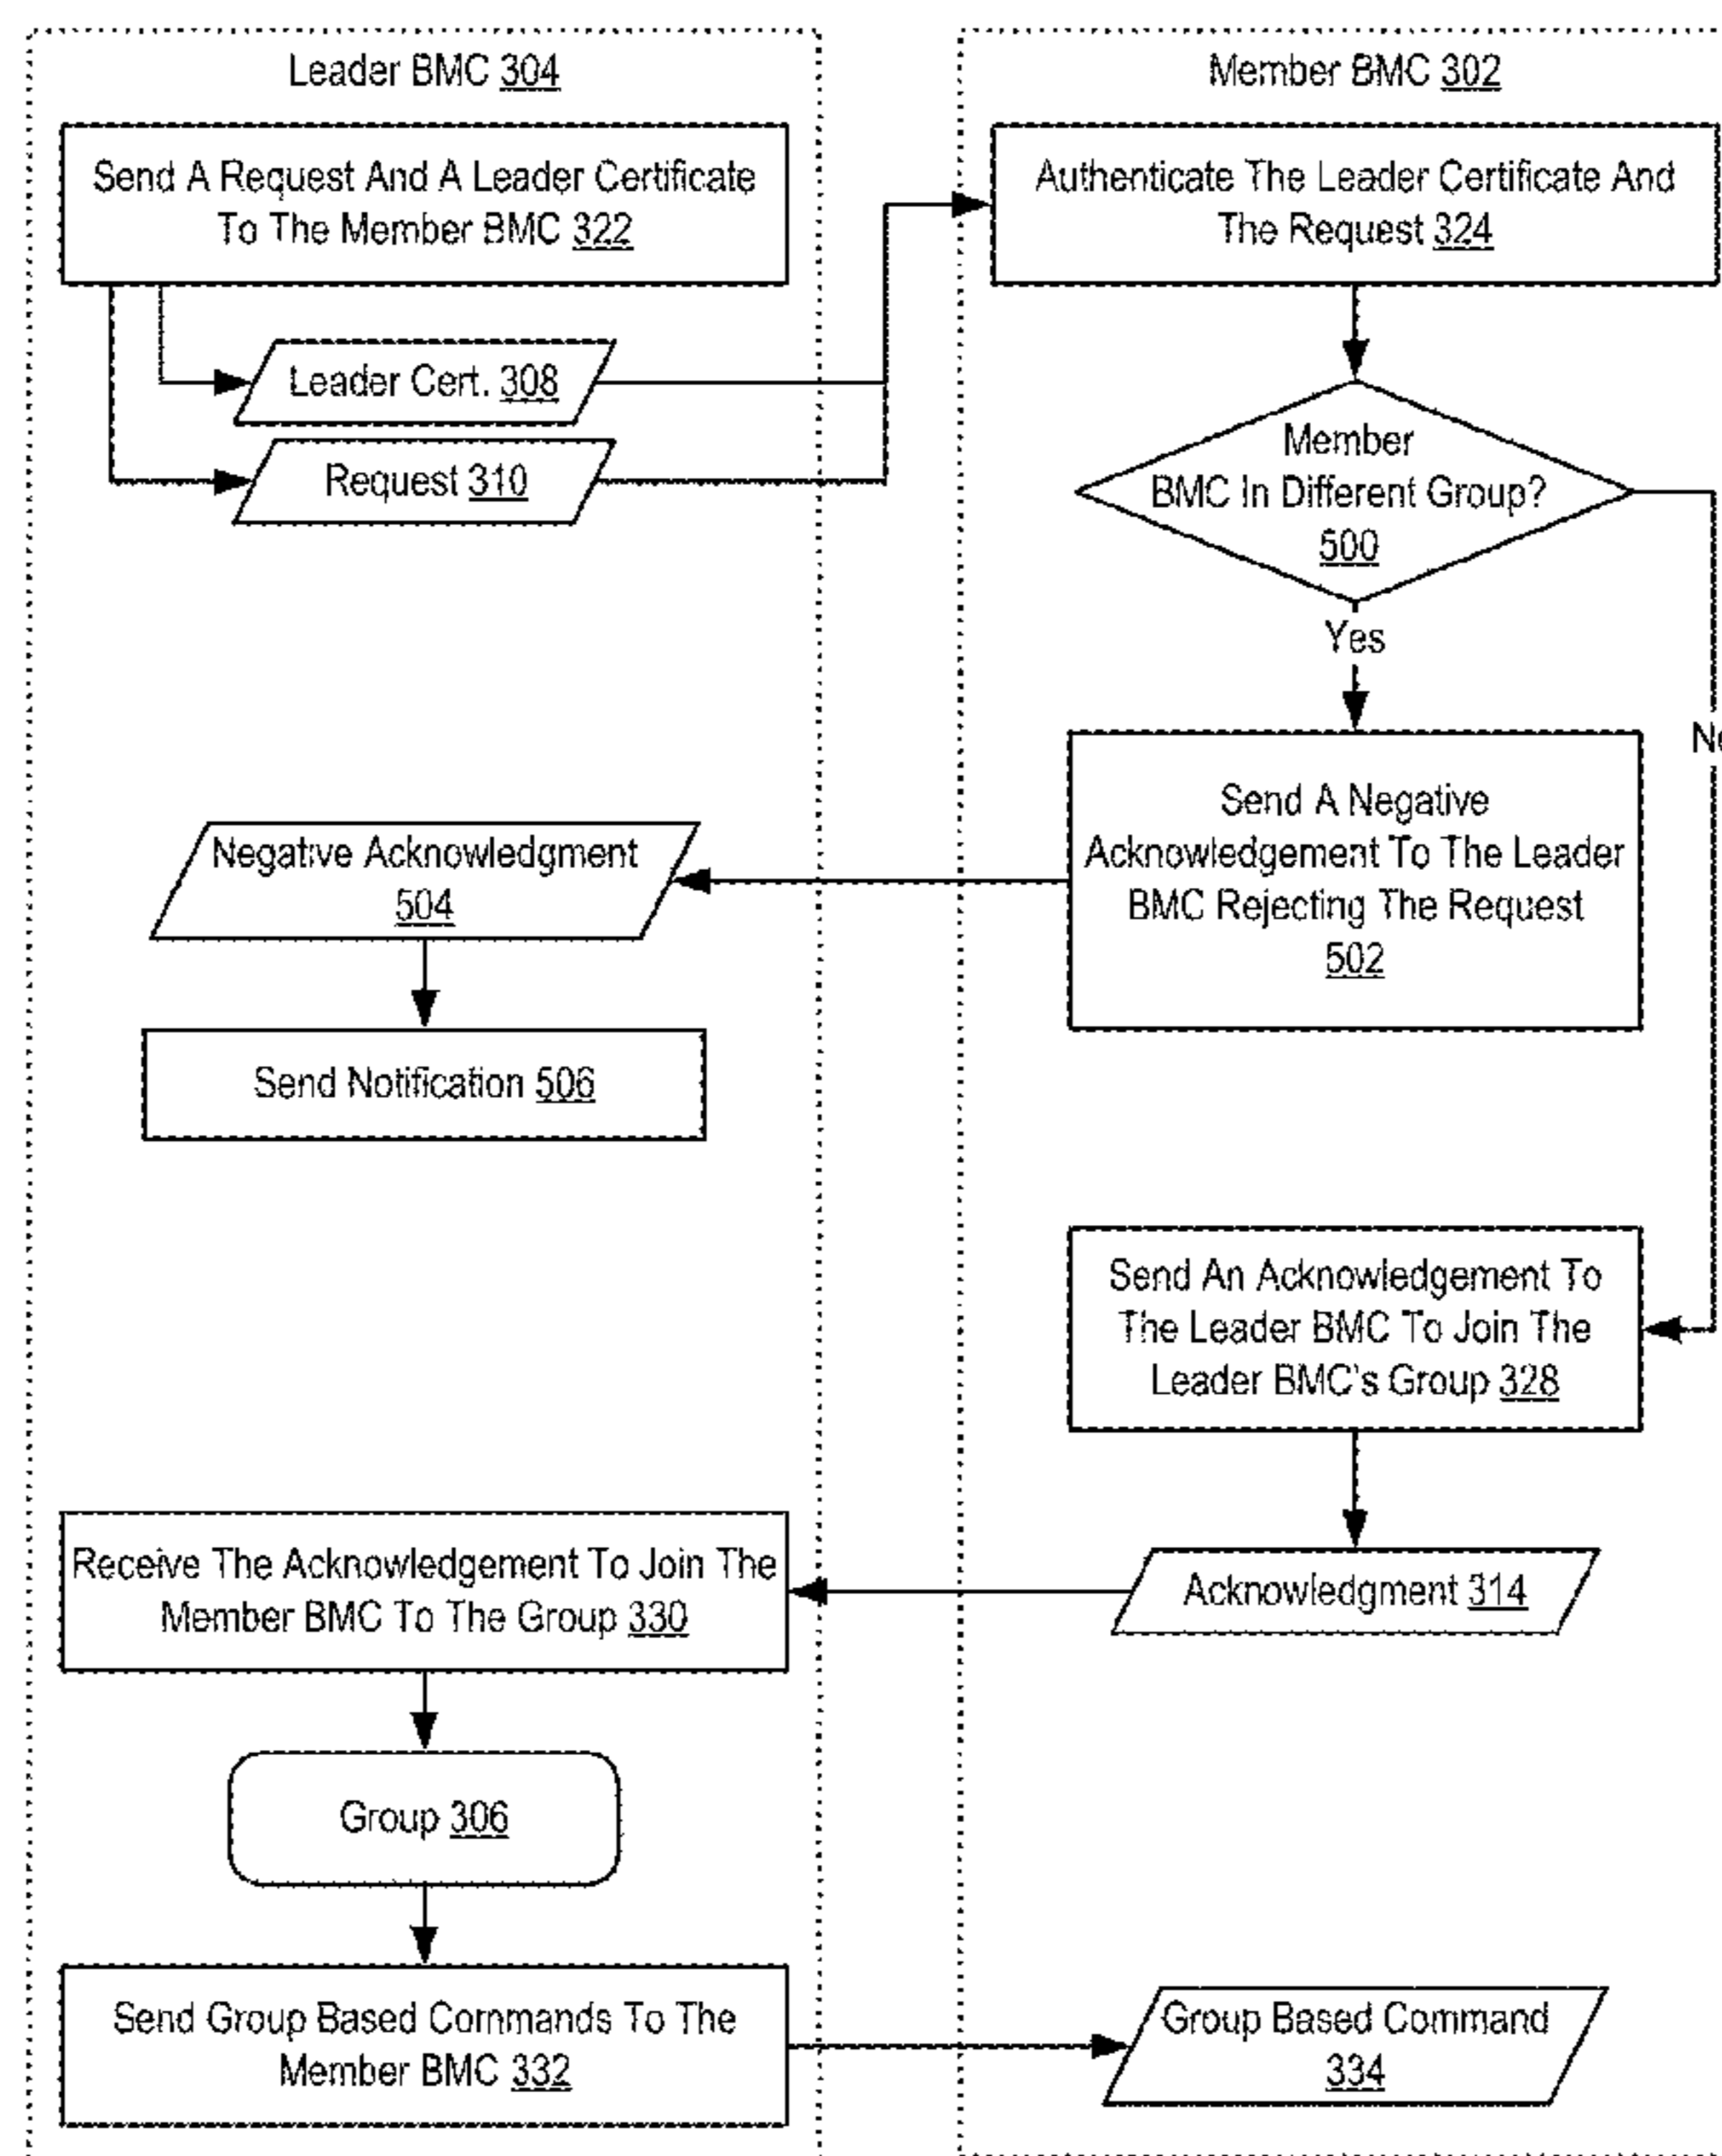 Leader BMC 304
Send A Request And A Leader Certificate
To The Member BMC 322
Leader Cert. 308
Request 310
Member BMC 302
Authenticate The Leader Certificate And
The Request 324
Member
BMC In Different Group?
500
Yes
Send A Negative
Acknowledgement To The Leader
BMC Rejecting The Request
502
Negative Acknowledgment
504
Send Notification 506
Send An Acknowledgement To
The Leader BMC To Join The
Leader BMC's Group 328
Acknowledgment 314
Receive The Acknowledgement To Join The
Member BMC To The Group 330
Group 306
Send Group Based Commands To The
Member BMC 332
Group Based Command
334